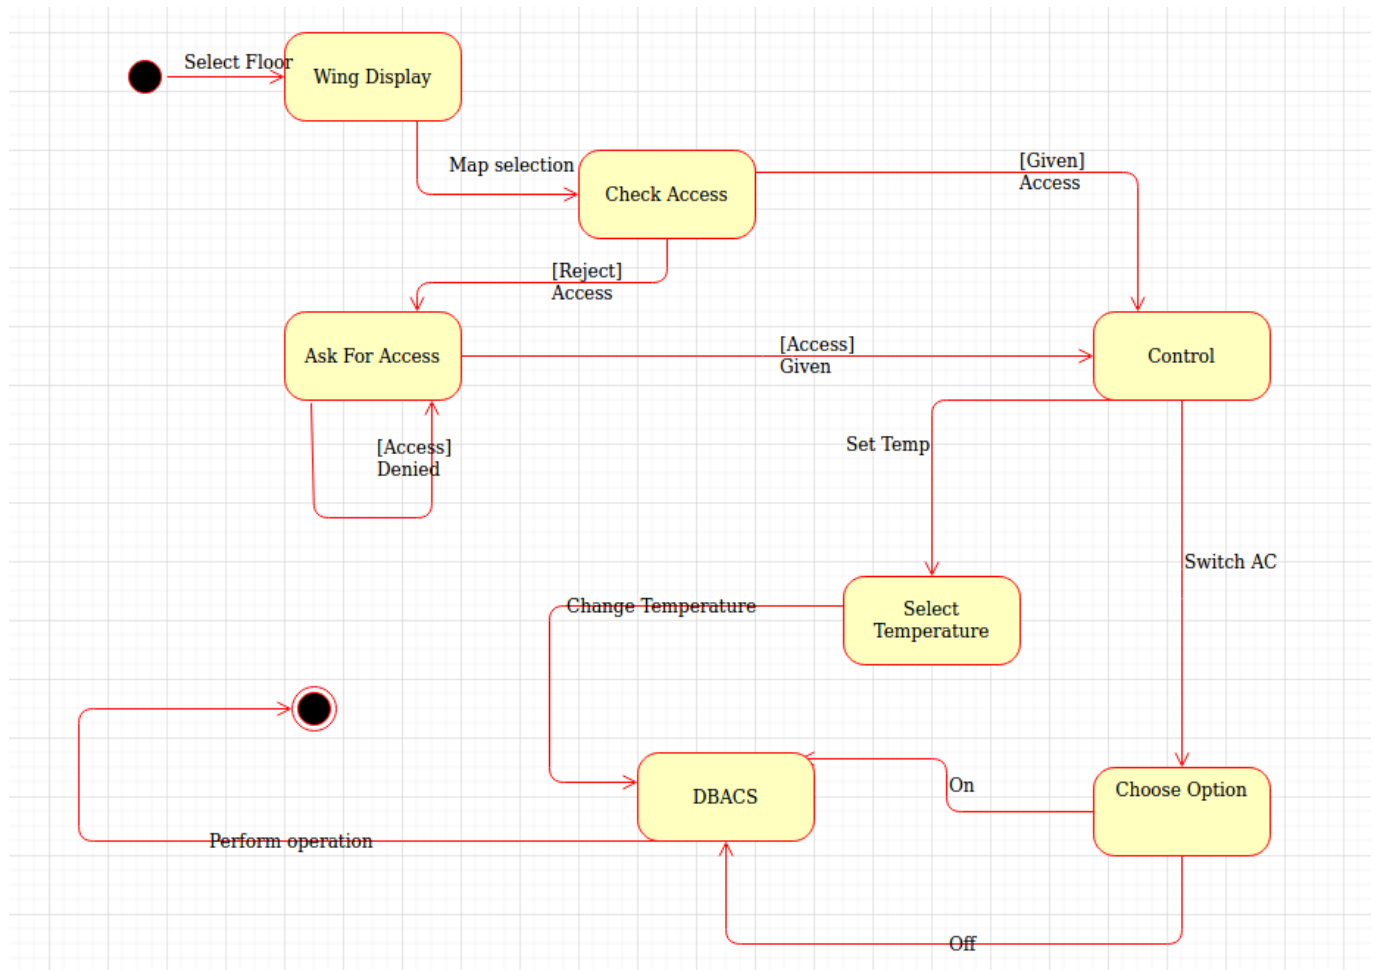 Select Floor
Wing Display
Map selection
Check Access
[Given]
Access
[Reject]
Access
Ask For Access
[Access]
Given
Control
[Access]
Denied
Set Temp
Switch AC
Change Temperature
Select
Temperature
DBACS
On
Choose Option
Perform operation
Off